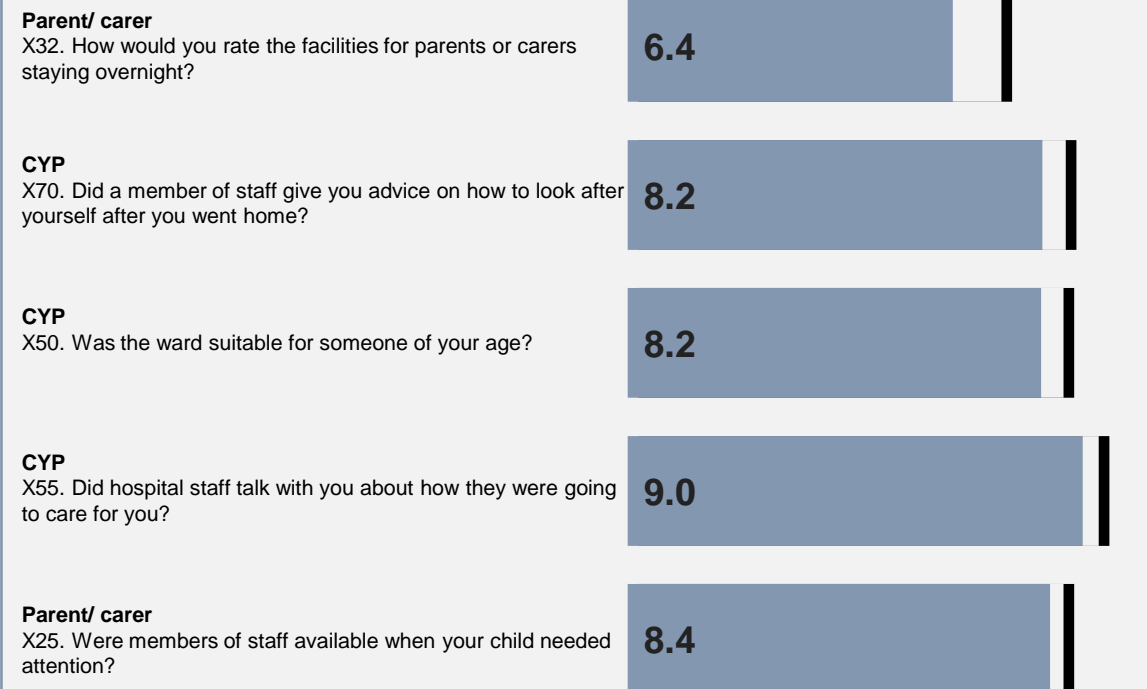 Parent/ carer
X32. How would you rate the facilities for parents or carers
staying overnight?
6.4
CYP
X70. Did a member of staff give you advice on how to look after
yourself after you went home?
8.2
CYP
X50. Was the ward suitable for someone of your age?
8.2
CYP
X55. Did hospital staff talk with you about how they were going
to care for you?
9.0
Parent/ carer
X25. Were members of staff available when your child needed
attention?
8.4